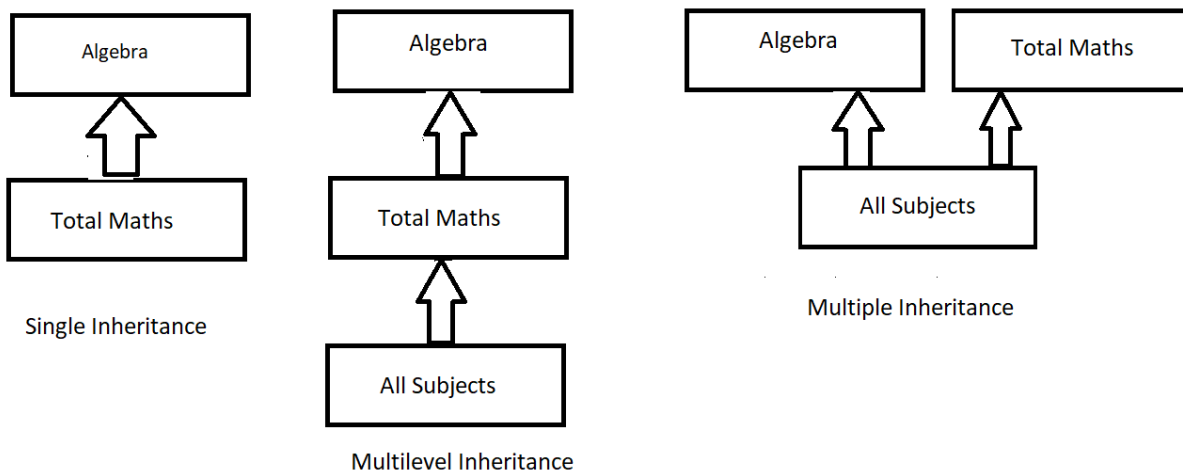 Algebra
Total Maths
Single Inheritance
Algebra
Total Maths
All Subjects
Multilevel Inheritance
Algebra
Total Maths
All Subjects
Multiple Inheritance